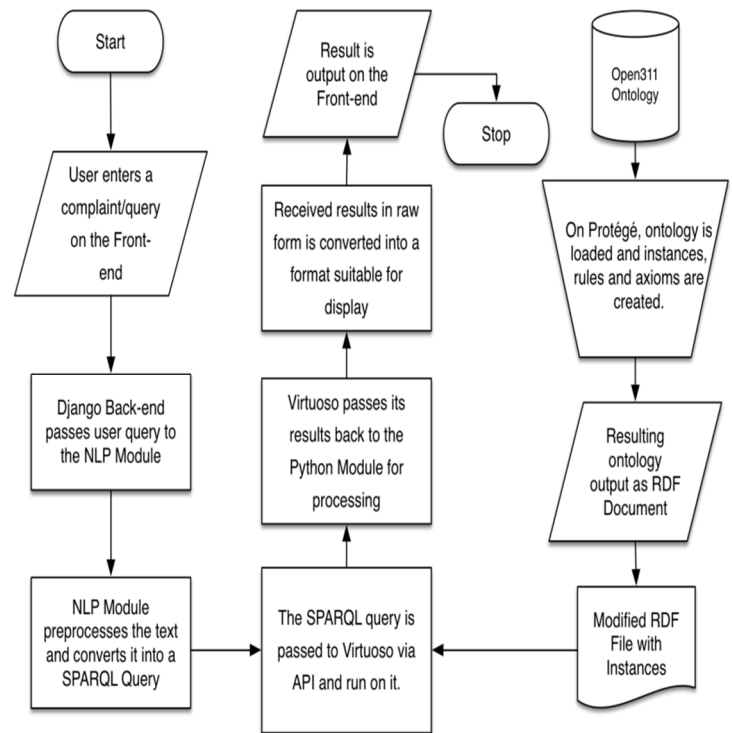 Start
User enters a
complaint/query
on the Front-
end
Django Back-end
passes user query to
the NLP Module
NLP Module
preprocesses the text
and converts it into a
SPARQL Query
The SPARQL query is
passed to Virtuoso via
API and run on it.
Virtuoso passes its
results back to the
Python Module for
processing
Received results in raw
form is converted into a
format suitable for
display
Result is
output on the
Front-end
Stop
Open311
Ontology
On Protégé, ontology is
loaded and instances,
rules and axioms are
created.
Resulting
ontology
output as RDF
Document
Modified RDF
File with
Instances